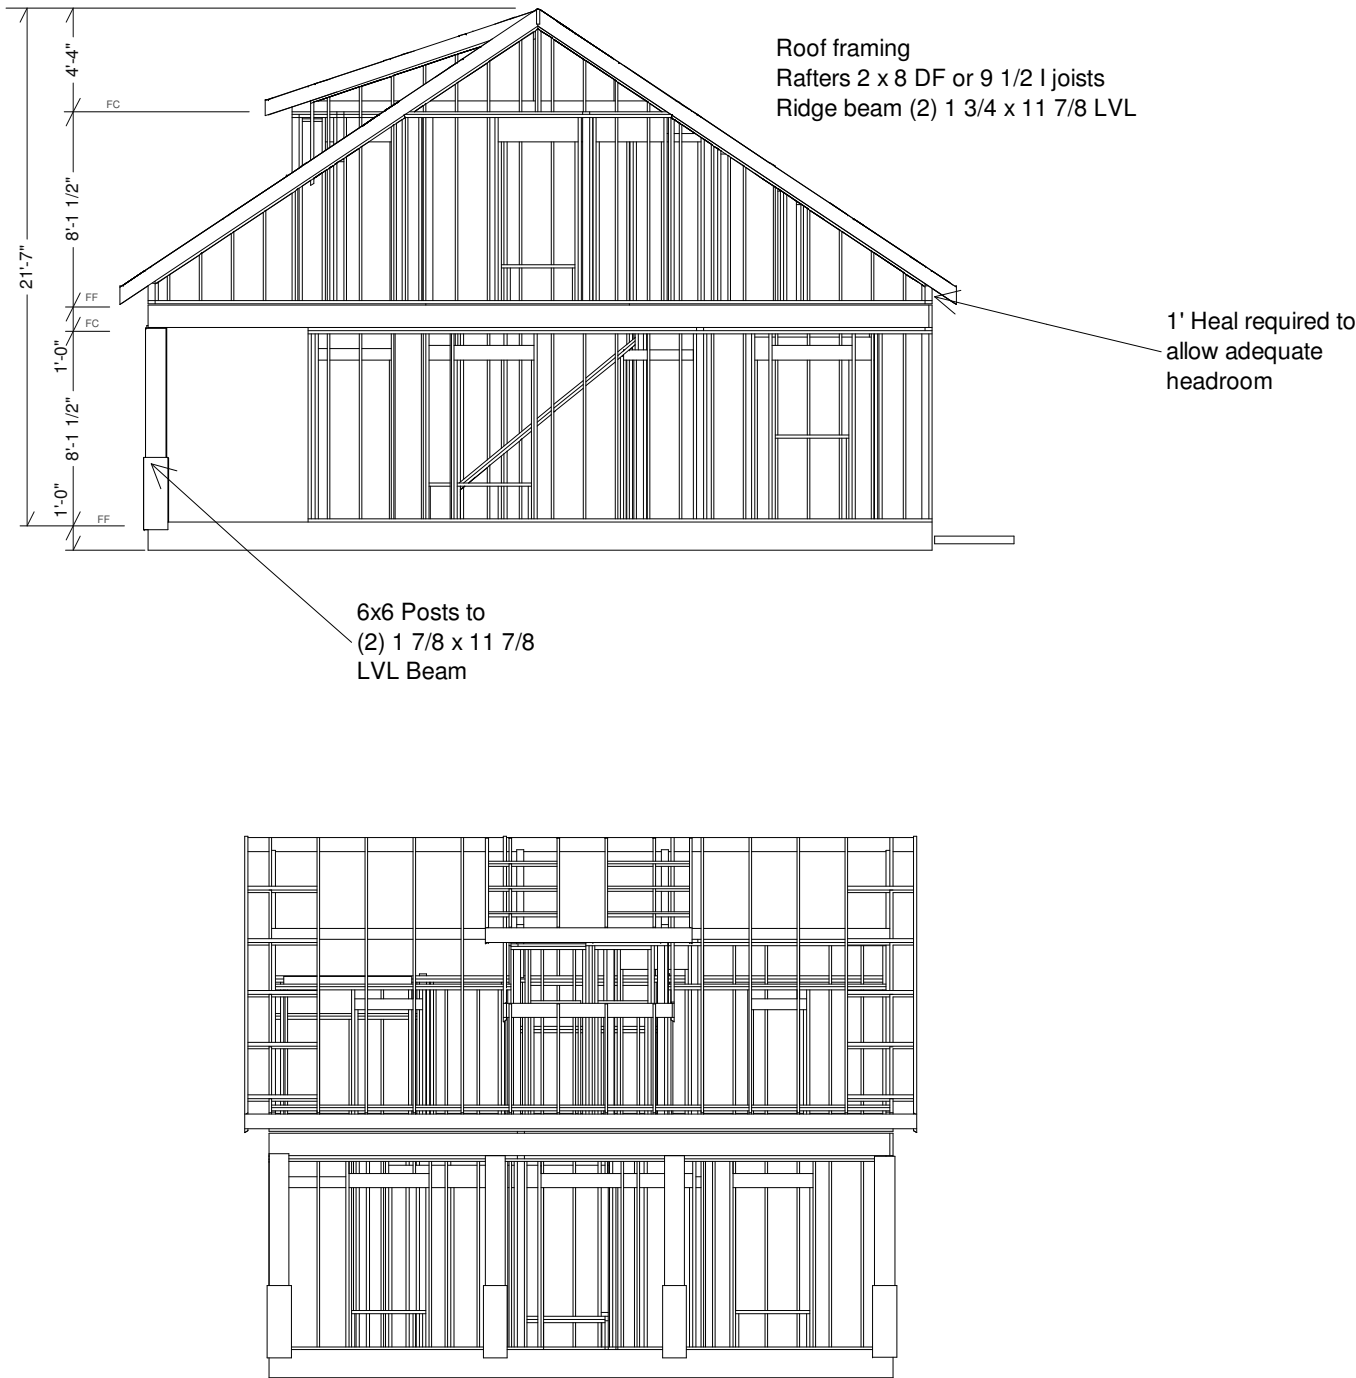 Roof framing
Rafters 2 x 8 DF or 9 1/2 I joists
Ridge beam (2) 1 3/4 x 11 7/8 LVL
4'-4"
FC
8'-1 1/2"
21'-7"
FF
FC
1'-0"
8'-1 1/2"
1'-0"
FF
1' Heal required to
allow adequate
headroom
6x6 Posts to
(2) 1 7/8 x 11 7/8
LVL Beam